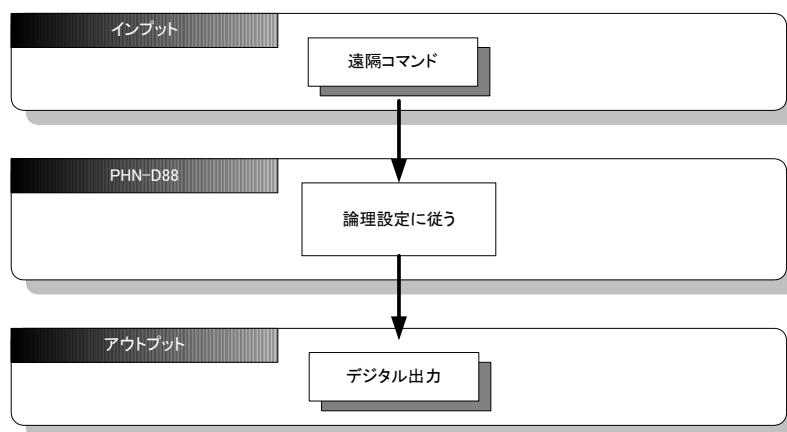 インプット
遠隔コマンド
PHN-D88
論理設定に従う
アウトプット
デジタル出力